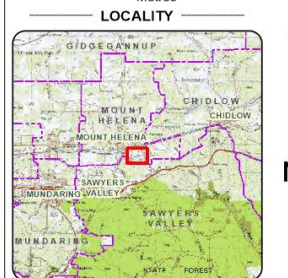 LOCALITY
GIDGEGANNUP
MOUNT
HELENA
CHIDLOW
CHIDLOW
MOUNT HELENA
SAWYERS
VALLEY
MUNDARING
SAWYERS
VALLEY
MUNDARING
STATE FOREST